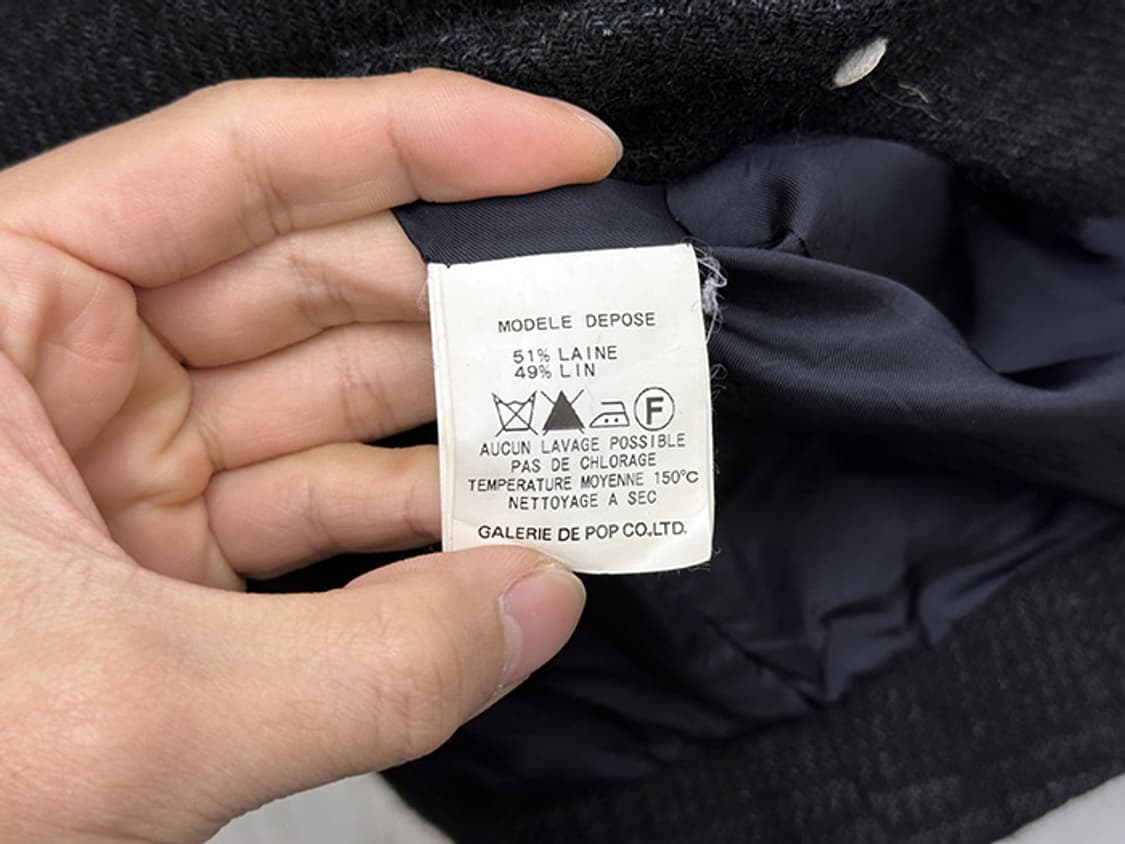 MODELE DEPOSE
51% LAINE
49% LIN
F
AUCUN LAVAGE POSSIBLE
PAS DE CHLORAGE
TEMPERATURE MOYENNE 150°C
NETTOYAGE A SEC
GALERIE DE POP CO.,LTD.